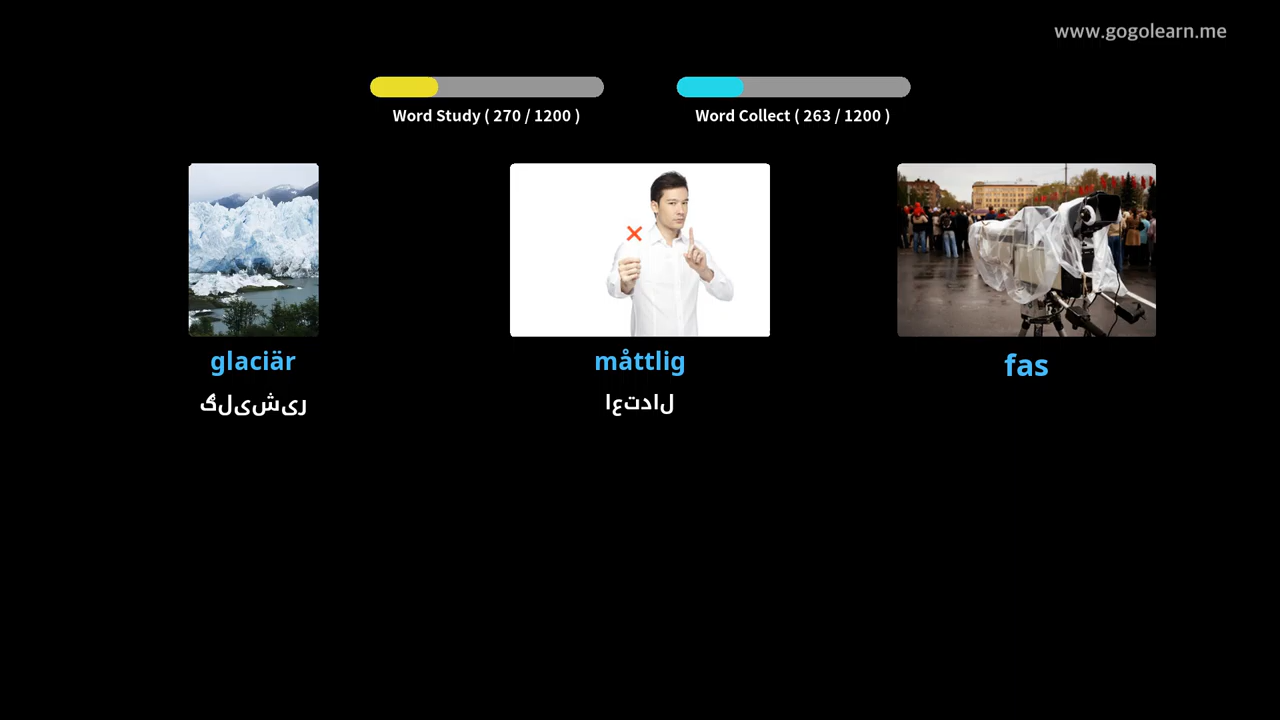 www.gogolearn.me
Word Study ( 270 / 1200 )
Word Collect ( 263 / 1200 )
glaciär
گلیشیر
måttlig
اعتدال
fas